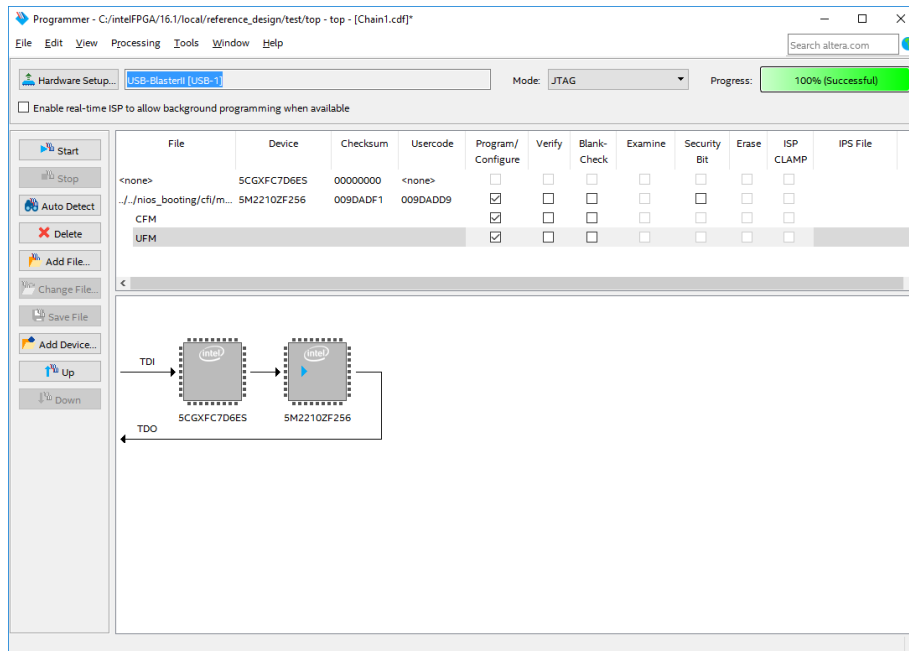 Programmer - C:/intelFPGA/16.1/local/reference_design/test/top - top - [Chain1.cdf]*
File Edit View Processing Tools Window Help
Search altera.com
Hardware Setup... USB-BlasterII [USB-1] Mode: JTAG Progress: 100% (Successful)
Enable real-time ISP to allow background programming when available
Start
Stop
Auto Detect
Delete
Add File...
Change File...
Save File
Add Device...
Up
Down
File Device Checksum Usercode Program/ Verify Blank- Examine Security Erase ISP IPS File
Configure Check Bit CLAMP
<none> 5CGXFC7D6ES 00000000 <none>
../../nios_booting/cfi/m... 5M2210ZF256 009DADF1 009DADD9
CFM
UFM
intel intel
TDI
5CGXFC7D6ES 5M2210ZF256
TDO